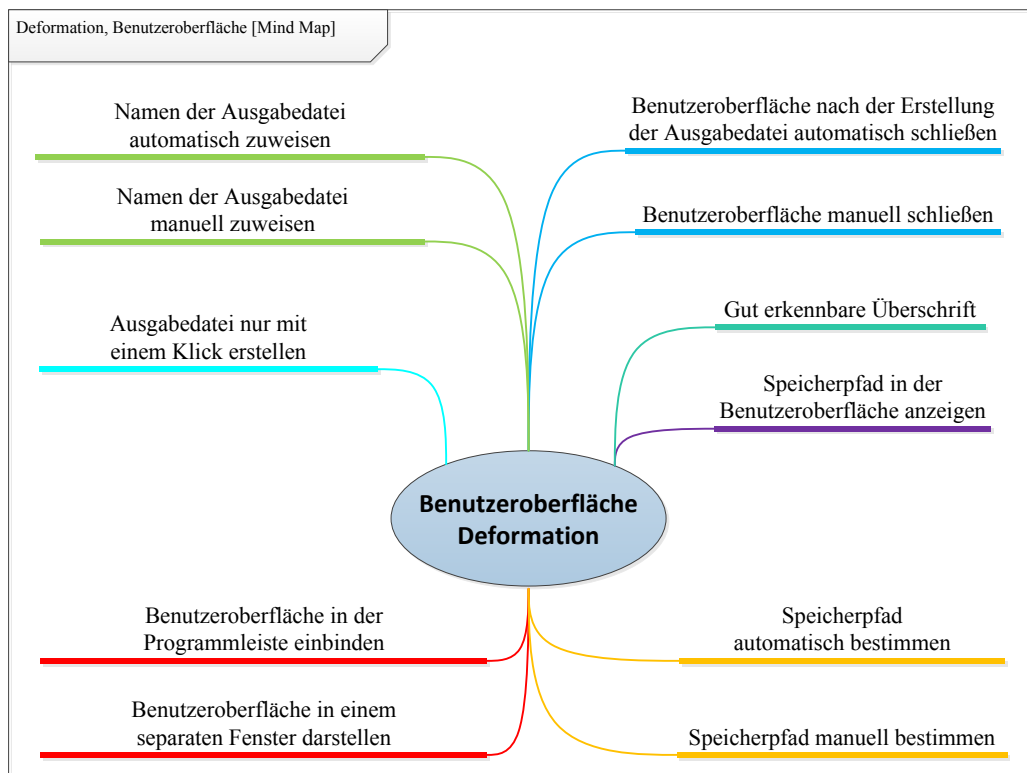 Deformation, Benutzeroberfläche [Mind Map]
Namen der Ausgabedatei
automatisch zuweisen
Namen der Ausgabedatei
manuell zuweisen
Ausgabedatei nur mit
einem Klick erstellen
Benutzeroberfläche nach der Erstellung
der Ausgabedatei automatisch schließen
Benutzeroberfläche manuell schließen
Gut erkennbare Überschrift
Speicherpfad in der
Benutzeroberfläche anzeigen
Benutzeroberfläche
Deformation
Benutzeroberfläche in der
Programmleiste einbinden
Benutzeroberfläche in einem
separaten Fenster darstellen
Speicherpfad
automatisch bestimmen
Speicherpfad manuell bestimmen